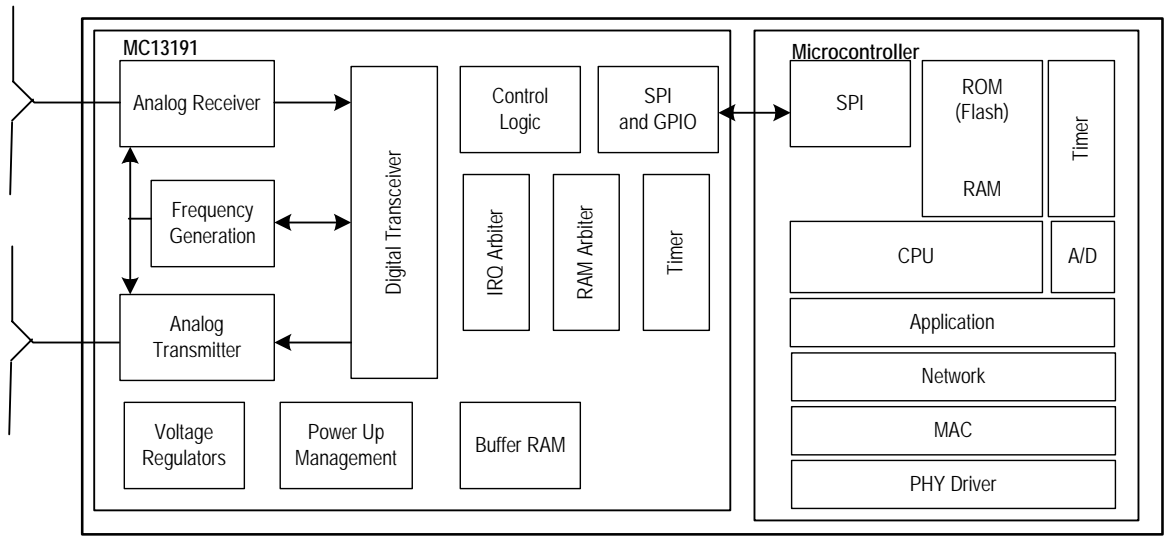 MC13191
Analog Receiver
Frequency
Generation
Analog
Transmitter
Digital Transceiver
Control
Logic
SPI
and GPIO
IRQ Arbiter
RAM Arbiter
Timer
Voltage
Regulators
Power Up
Management
Buffer RAM
Microcontroller
SPI
ROM
(Flash)
RAM
Timer
CPU
A/D
Application
Network
MAC
PHY Driver